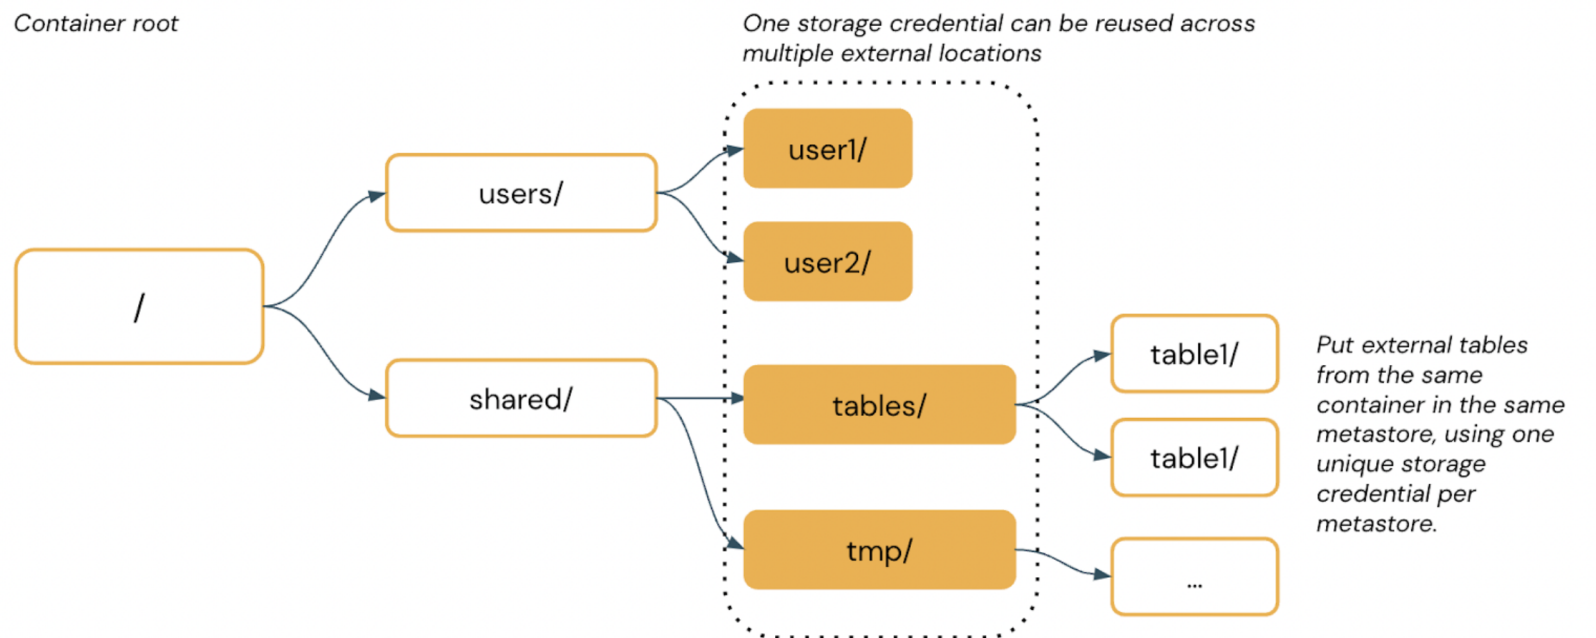 Container root
One storage credential can be reused across
multiple external locations
/
users/
shared/
user1/
user2/
tables/
tmp/
table1/
table1/
...
Put external tables
from the same
container in the same
metastore, using one
unique storage
credential per
metastore.